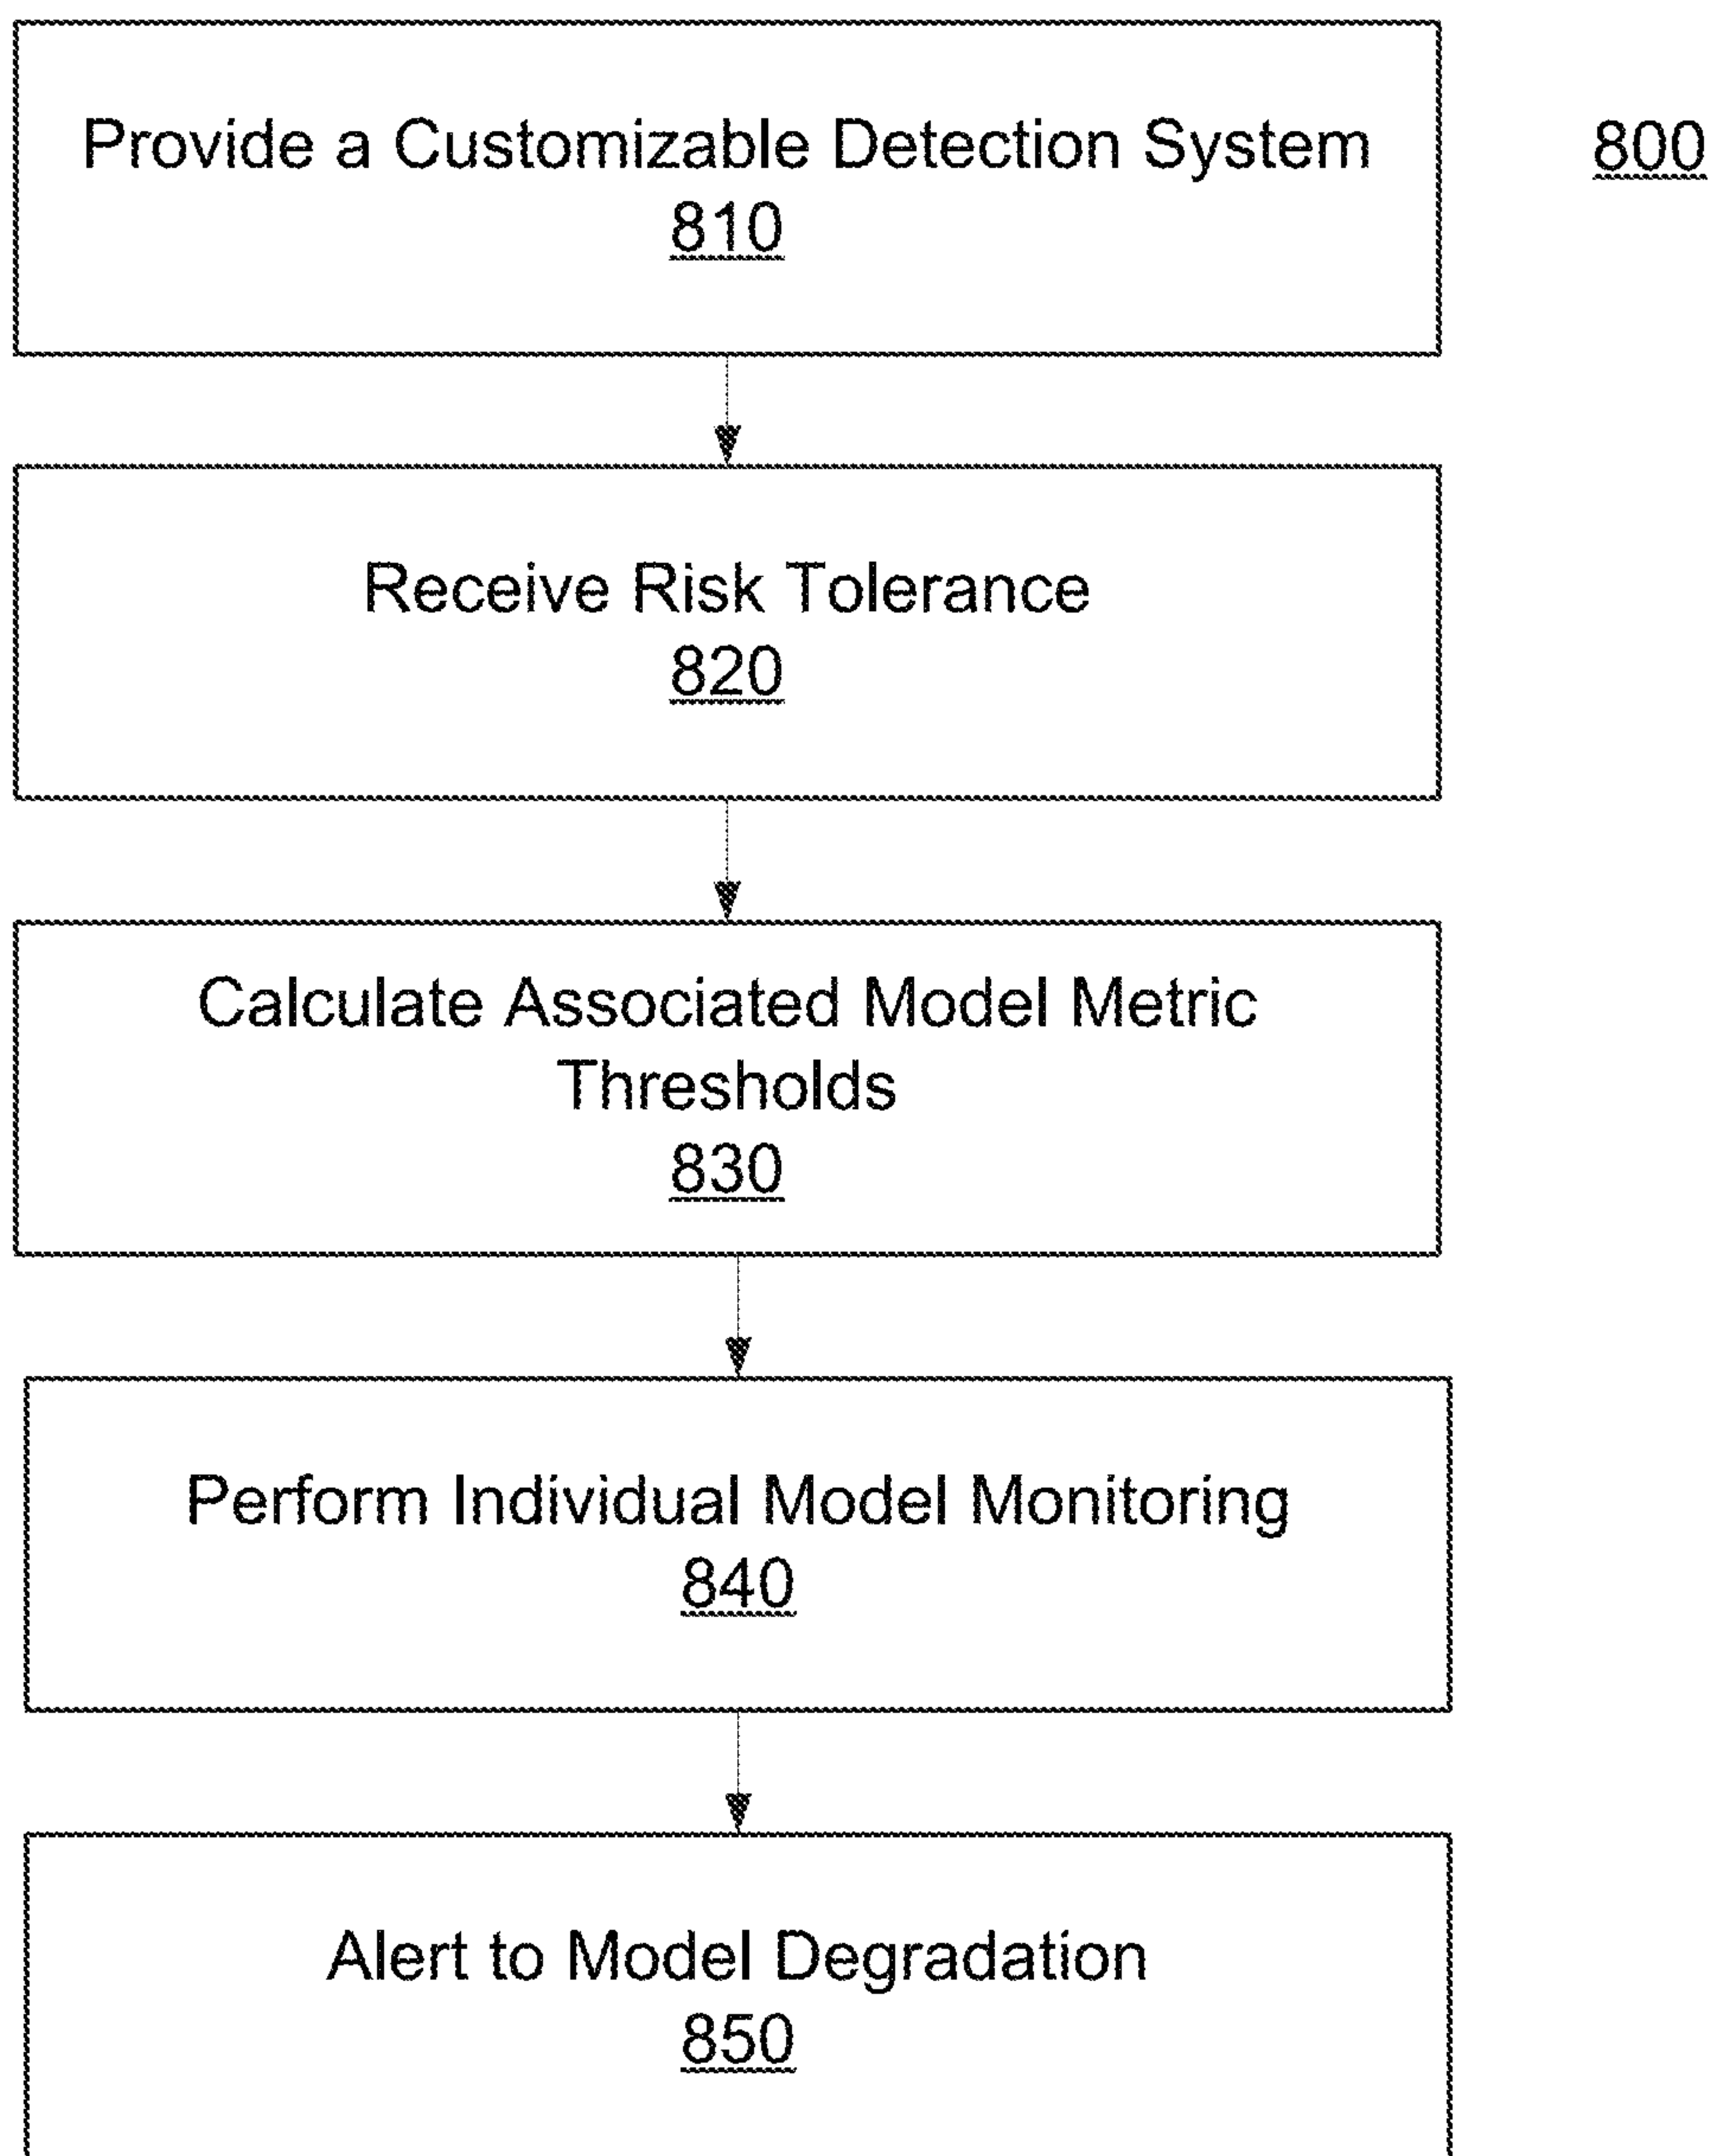 Provide a Customizable Detection System
810
800
Receive Risk Tolerance
820
Calculate Associated Model Metric
Thresholds
830
Perform Individual Model Monitoring
840
Alert to Model Degradation
850